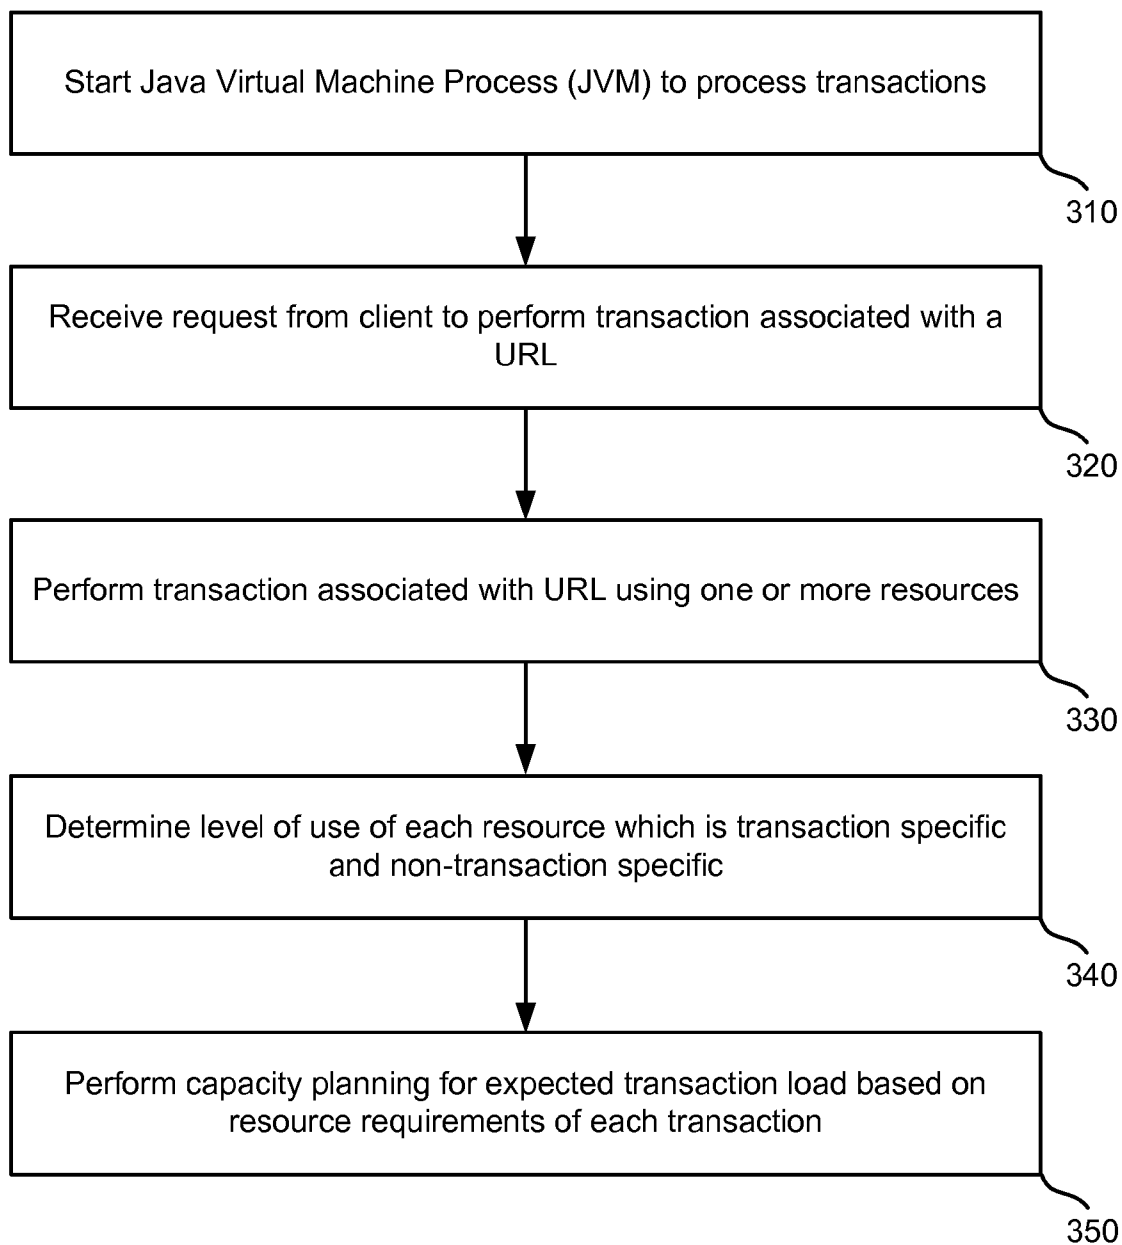 Start Java Virtual Machine Process (JVM) to process transactions
310
Receive request from client to perform transaction associated with a
URL
320
Perform transaction associated with URL using one or more resources
330
Determine level of use of each resource which is transaction specific
and non-transaction specific
340
Perform capacity planning for expected transaction load based on
resource requirements of each transaction
350